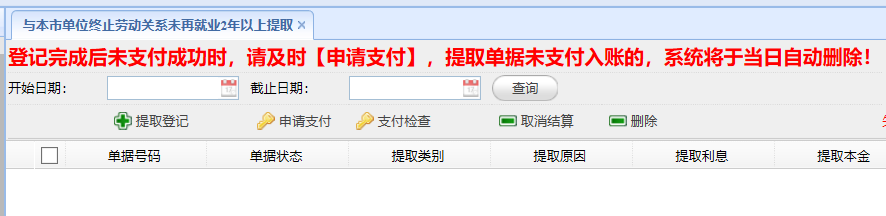 与本市单位终止劳动关系未再就业2年以上提取
登记完成后未支付成功时，请及时【申请支付】，提取单据未支付入账的，系统将于当日自动删除！
开始日期： 截止日期： 查询
提取登记 申请支付 支付检查 取消结算 删除
单据号码 单据状态 提取类别 提取原因 提取利息 提取本金